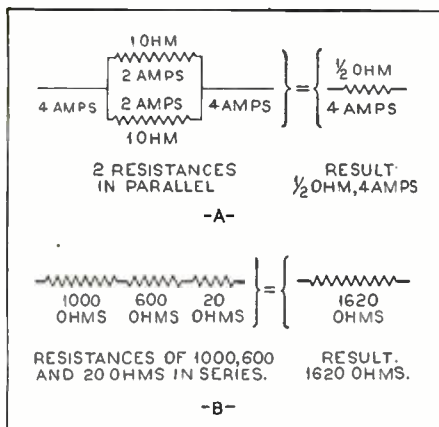 1 OHM
2 AMPS
4 AMPS
2 AMPS
4 AMPS
1 OHM
½ OHM
4 AMPS
2 RESISTANCES
IN PARALLEL
RESULT.
½ OHM, 4 AMPS
-A-
1000
OHMS
600
OHMS
20
OHMS
1620
OHMS
RESISTANCES OF 1000, 600
AND 20 OHMS IN SERIES.
RESULT.
1620 OHMS.
-B-